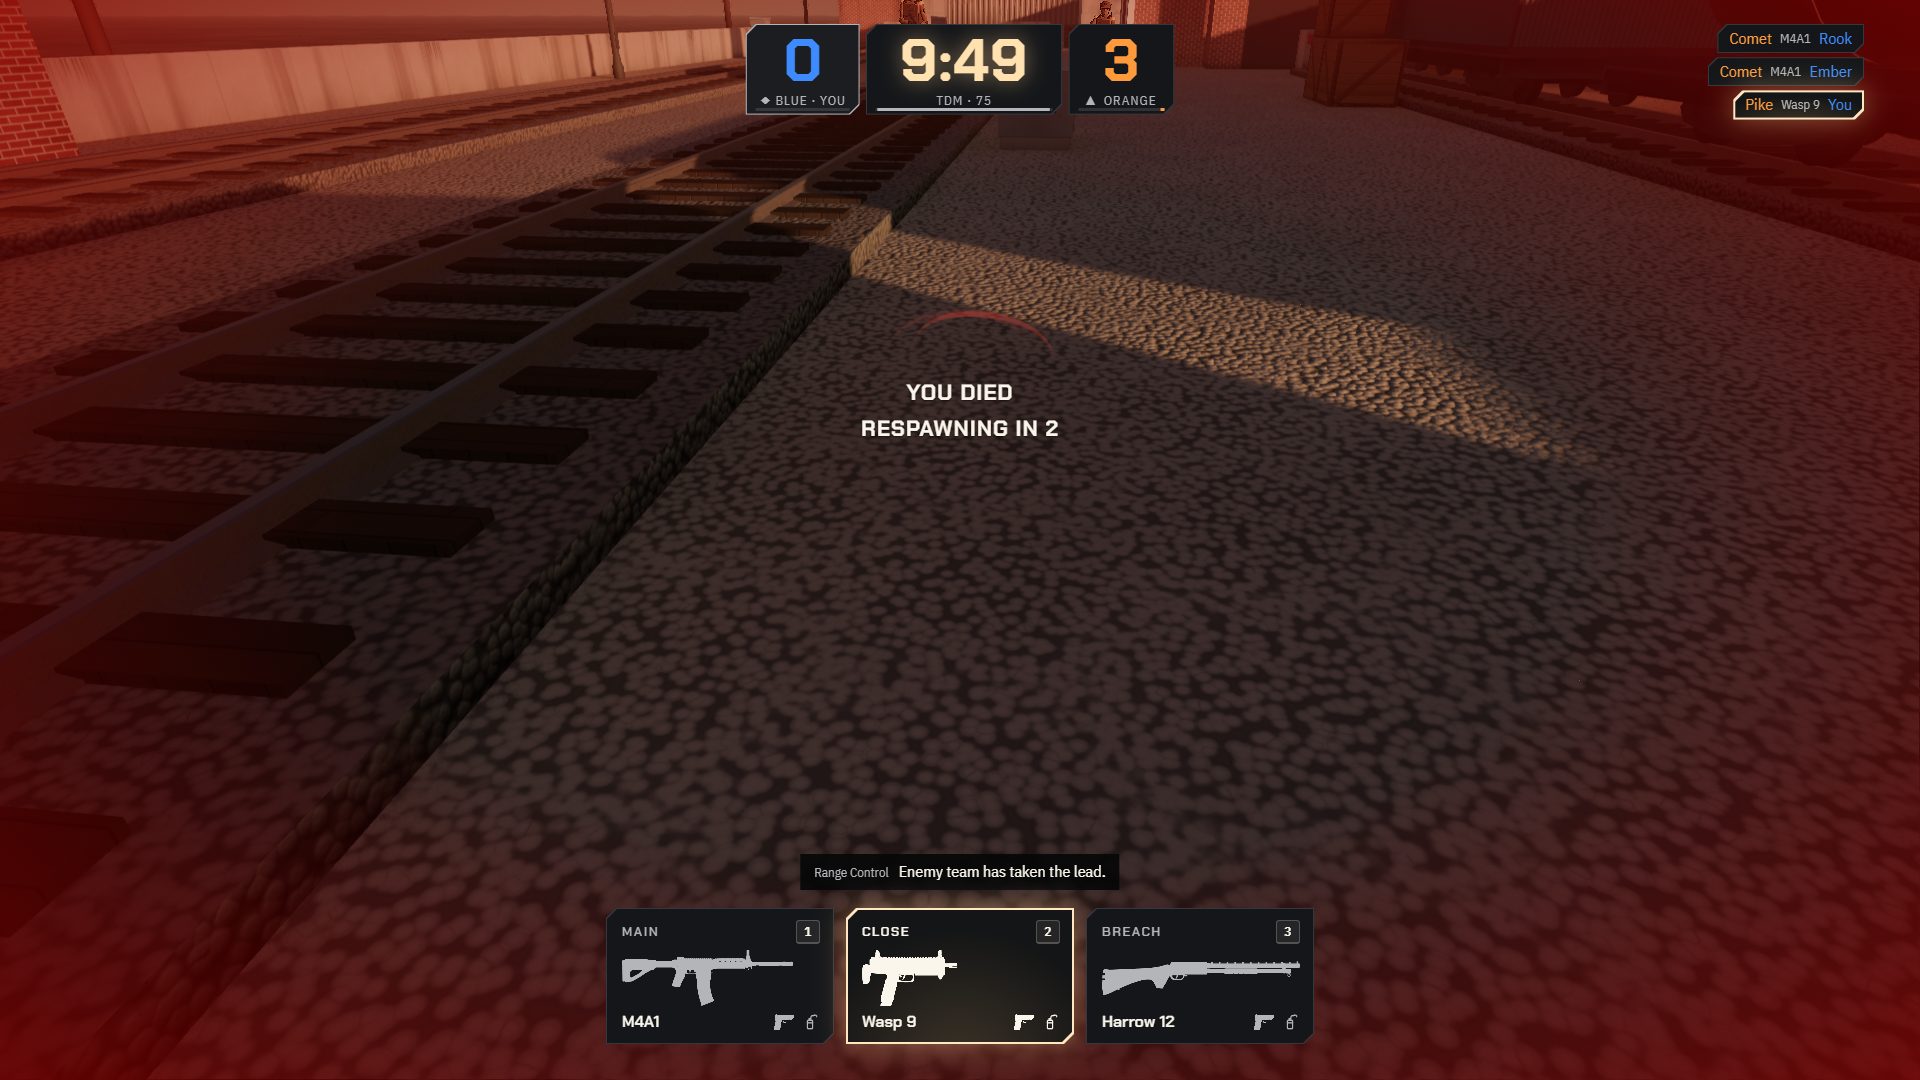 0
◆ BLUE · YOU
9:49
TDM · 75
3
▲ ORANGE
Comet M4A1 Rook
Comet M4A1 Ember
Pike Wasp 9 You
YOU DIED
RESPAWNING IN 2
Range Control Enemy team has taken the lead.
MAIN 1
M4A1
CLOSE 2
Wasp 9
BREACH 3
Harrow 12